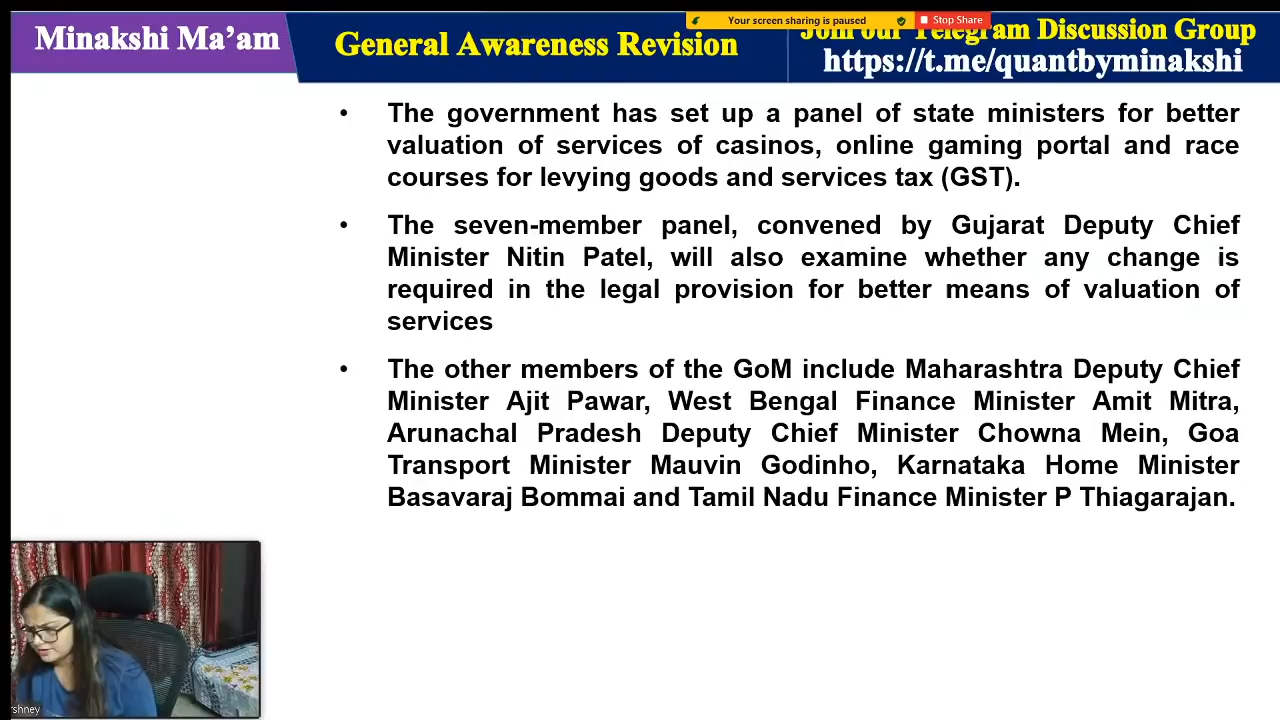 Minakshi Ma'am
General Awareness Revision
Your screen sharing is paused
Stop Share
Join our Telegram Discussion Group
https://t.me/quantbyminakshi
• The government has set up a panel of state ministers for better
valuation of services of casinos, online gaming portal and race
courses for levying goods and services tax (GST).
• The seven-member panel, convened by Gujarat Deputy Chief
Minister Nitin Patel, will also examine whether any change is
required in the legal provision for better means of valuation of
services
• The other members of the GoM include Maharashtra Deputy Chief
Minister Ajit Pawar, West Bengal Finance Minister Amit Mitra,
Arunachal Pradesh Deputy Chief Minister Chowna Mein, Goa
Transport Minister Mauvin Godinho, Karnataka Home Minister
Basavaraj Bommai and Tamil Nadu Finance Minister P Thiagarajan.
rshney